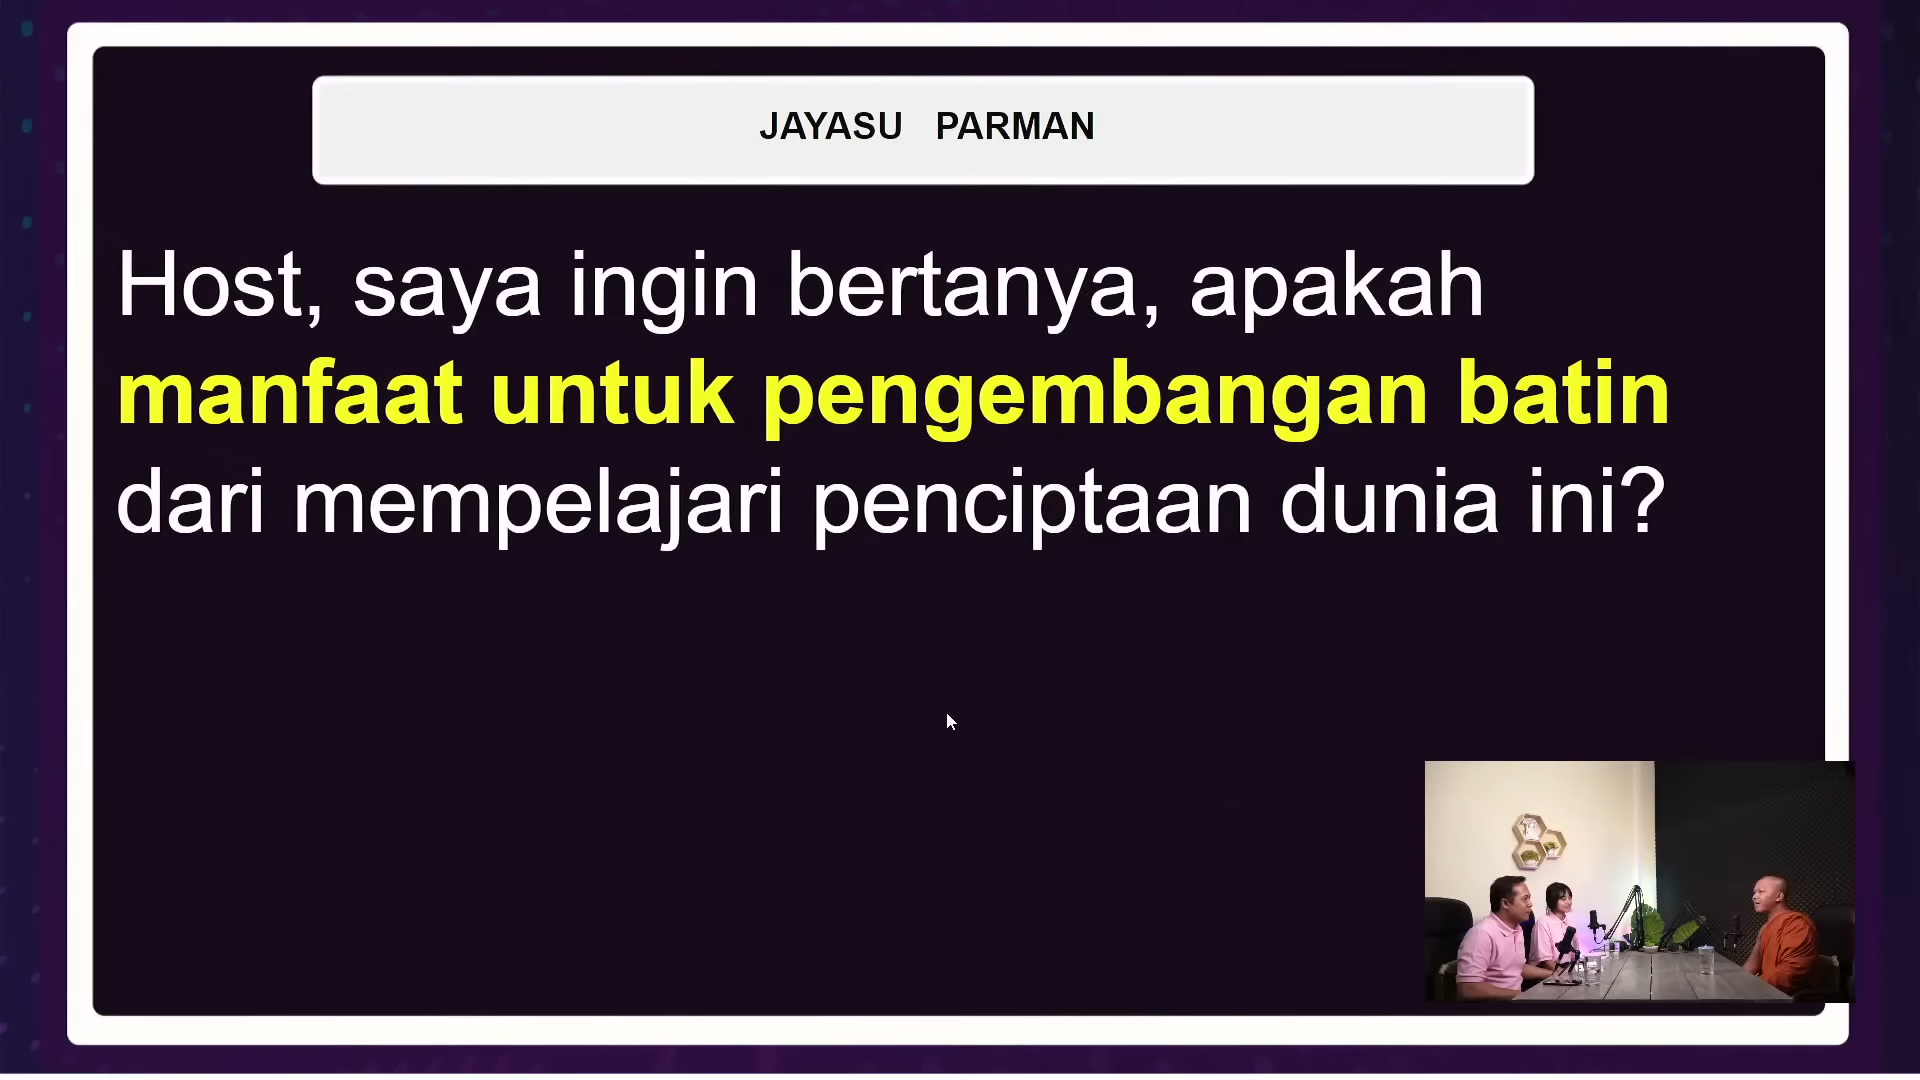 JAYASU PARMAN
Host, saya ingin bertanya, apakah
manfaat untuk pengembangan batin
dari mempelajari penciptaan dunia ini?